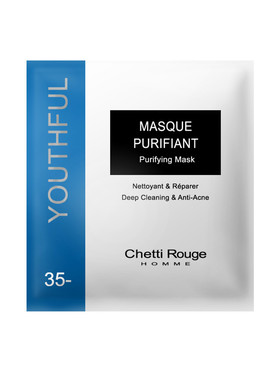 YOUTHFUL
35-
MASQUE
PURIFIANT
Purifying Mask
Nettoyant & Réparer
Deep Cleaning & Anti-Acne
Chetti Rouge
HOMME